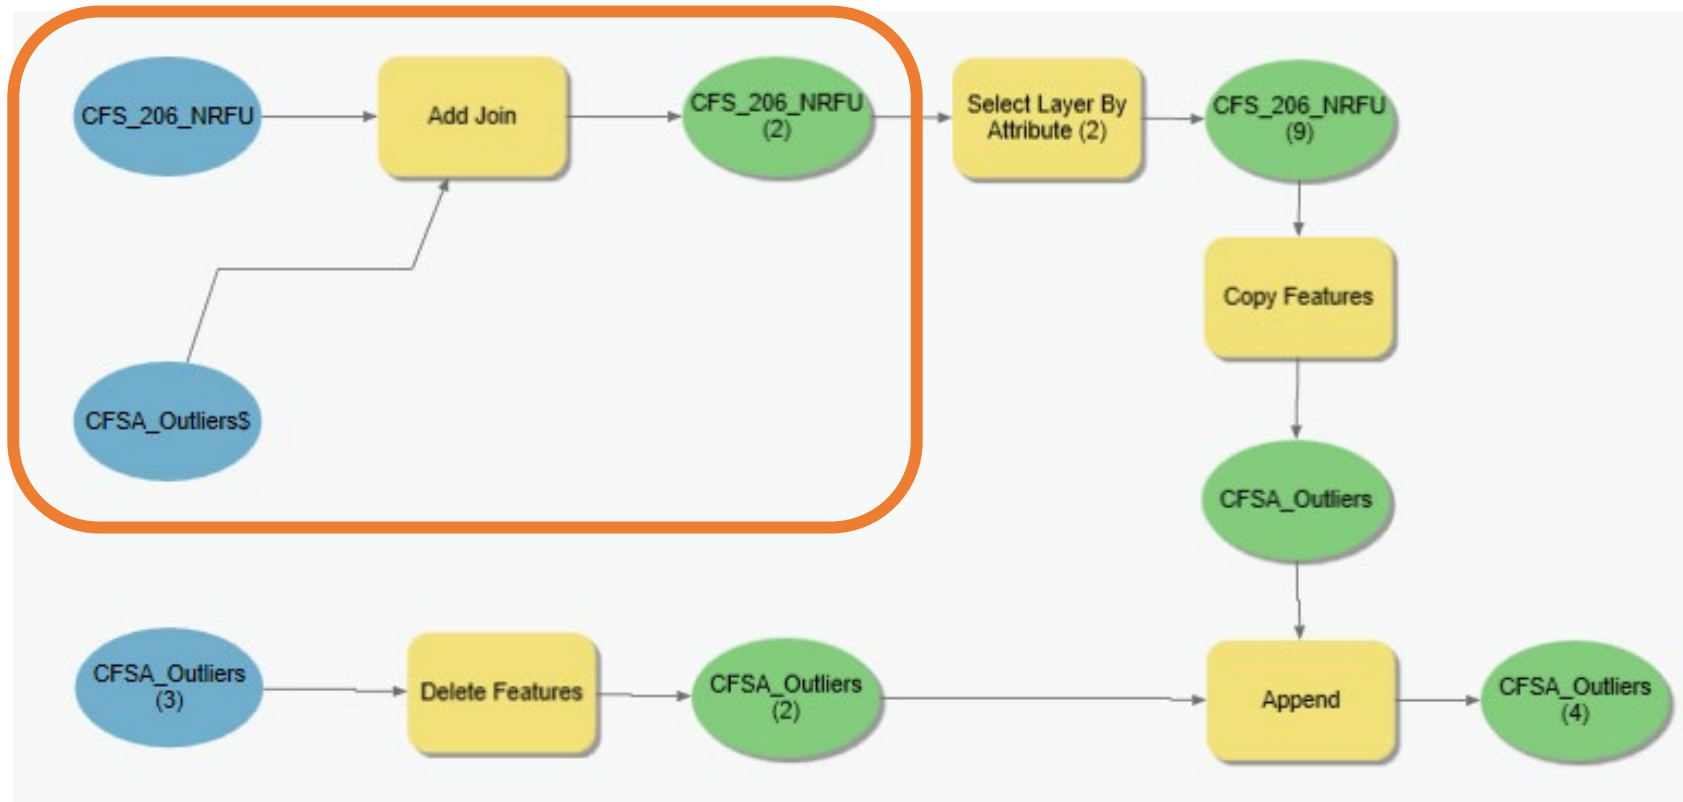 CFS_206_NRFU
Add Join
CFS_206_NRFU
(2)
Select Layer By
Attribute (2)
CFS_206_NRFU
(9)
Copy Features
CFSA_Outliers$
CFSA_Outliers
CFSA_Outliers
(3)
Delete Features
CFSA_Outliers
(2)
Append
CFSA_Outliers
(4)